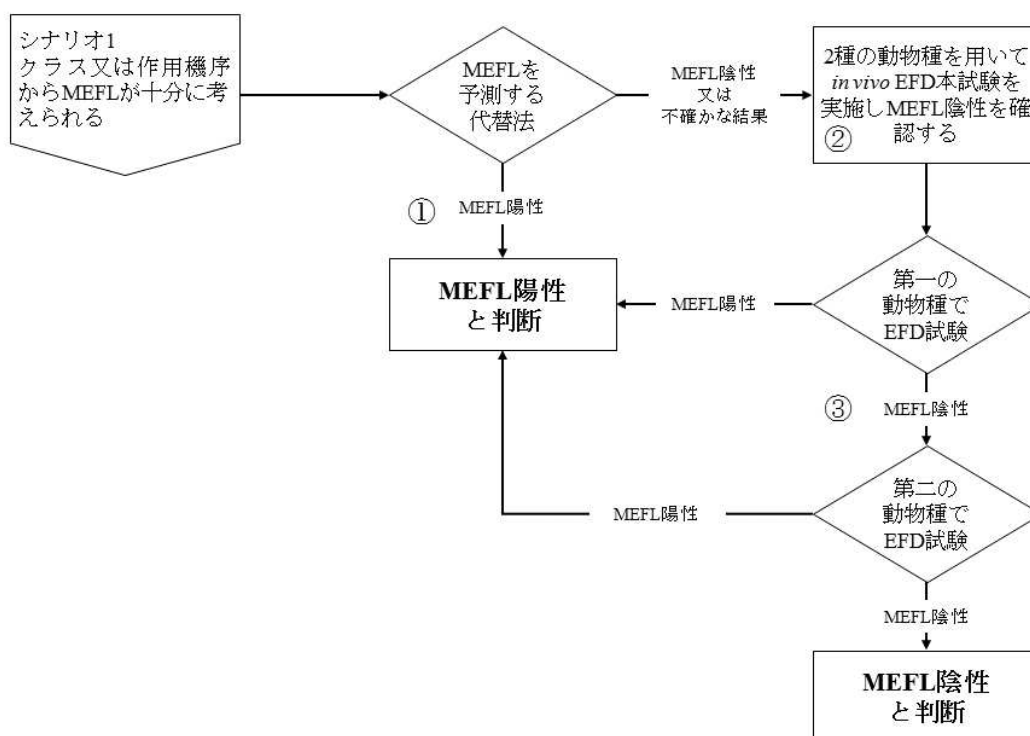 シナリオ1
クラス又は作用機序
からMEFLが十分に考
えられる
MEFLを
予測する
代替法
MEFL陰性
又は
不確かな結果
2種の動物種を用いて
in vivo EFD本試験を
実施しMEFL陰性を確
認する
②
①
MEFL陽性
MEFL陽性
と判断
MEFL陽性
第一の
動物種で
EFD試験
③
MEFL陰性
MEFL陽性
第二の
動物種で
EFD試験
MEFL陰性
MEFL陰性
と判断